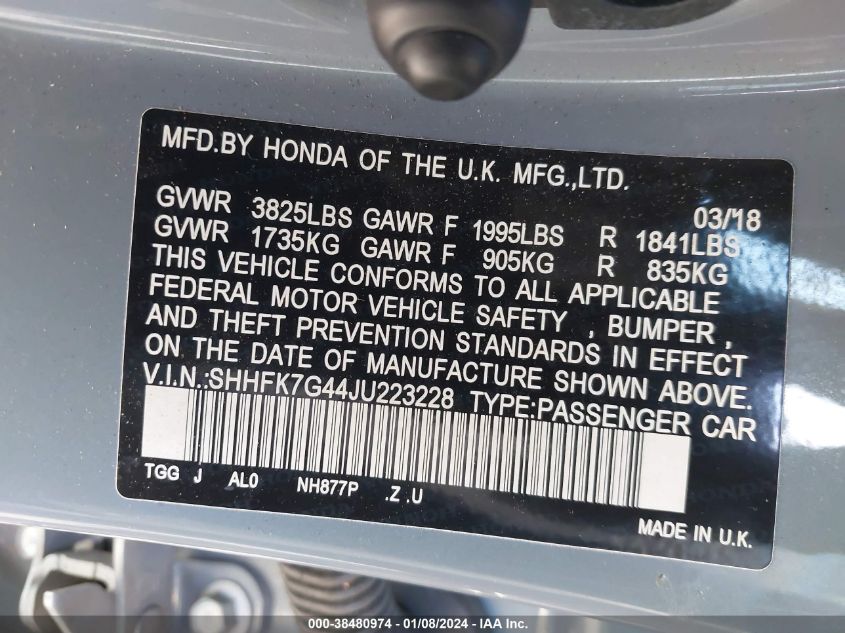 MFD.BY HONDA OF THE U.K. MFG.,LTD.
03/'18
GVWR 3825LBS GAWR F 1995LBS R 1841LBS
GVWR 1735KG GAWR F 905KG R 835KG
THIS VEHICLE CONFORMS TO ALL APPLICABLE
FEDERAL MOTOR VEHICLE SAFETY , BUMPER ,
AND THEFT PREVENTION STANDARDS IN EFFECT
ON THE DATE OF MANUFACTURE SHOWN ABOVE.
V.I.N.:SHHFK7G44JU223228 TYPE:PASSENGER CAR
TGG J AL0 NH877P .Z .U
MADE IN U.K.
000-38480974 | 01/08/2024 | Copyright © IAA, Inc.